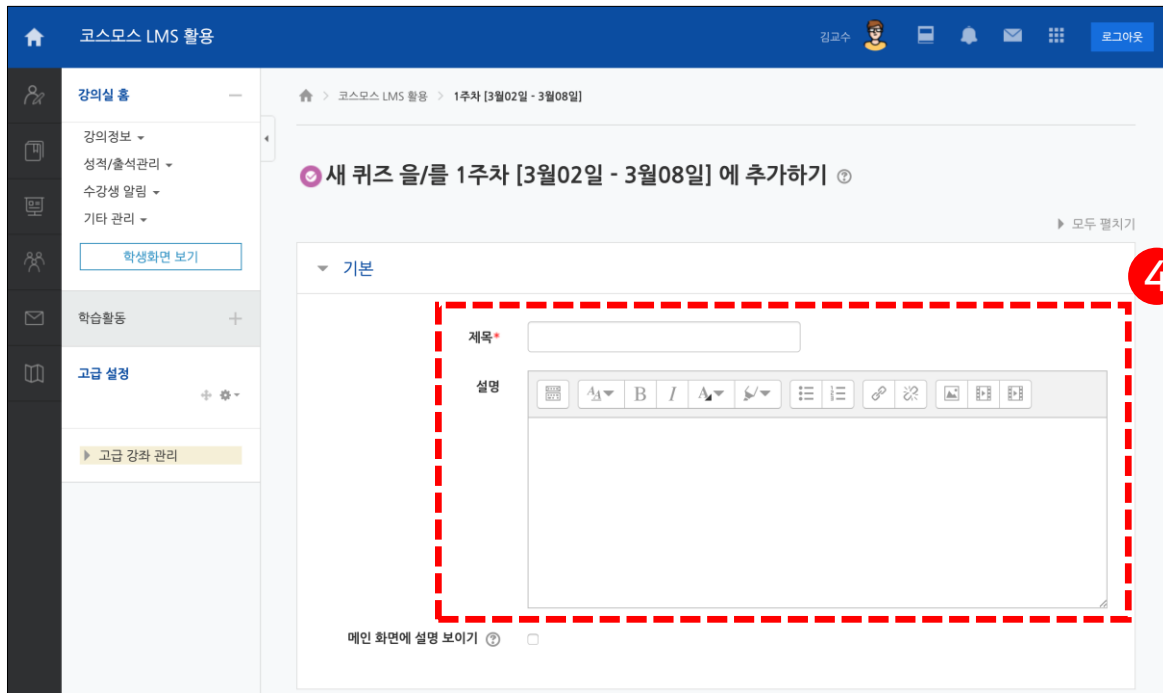 코스모스 LMS 활용
김교수
로그아웃
강의실 홈
강의정보
성적/출석관리
수강생 알림
기타 관리
학생화면 보기
학습활동
고급 설정
고급 강좌 관리
코스모스 LMS 활용 > 1주차 [3월02일 - 3월08일]
새 퀴즈 을/를 1주차 [3월02일 - 3월08일] 에 추가하기
모두 펼치기
기본
4
제목*
설명
메인 화면에 설명 보이기